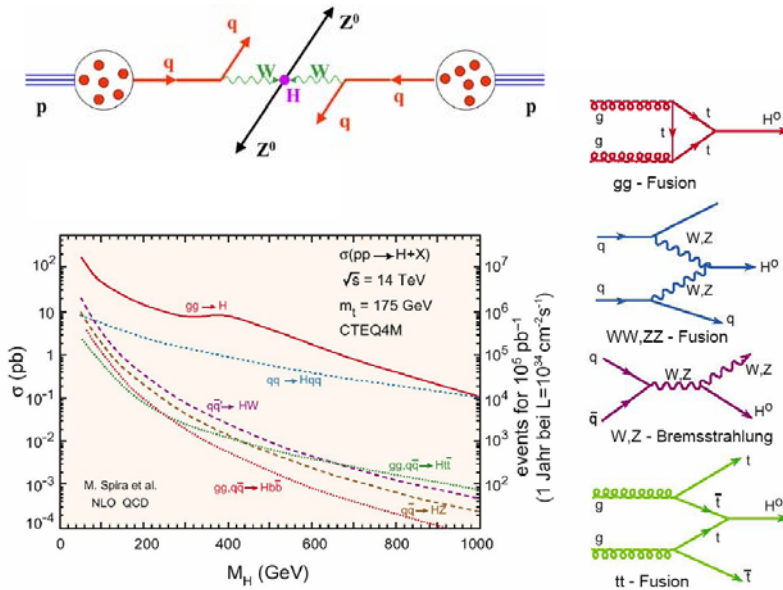 Z⁰
q
q
W
W
H
q
q
p
p
Z⁰
g
g
t
t
t
H⁰
gg - Fusion
q
q
W,Z
W,Z
H⁰
q
WW,ZZ - Fusion
q
q̄
W,Z
W,Z
H⁰
W,Z - Bremsstrahlung
g
g
t
t̄
t
t̄
H⁰
tt - Fusion
σ(pp → H+X)
√s = 14 TeV
mₜ = 175 GeV
CTEQ4M
gg → H
qq → Hqq
qq̄' → HW
gg,qq̄ → Htt̄
gg,qq̄ → Hbb̄
qq̄ → HZ
M. Spira et al.
NLO QCD
σ (pb)
10²
10
1
10⁻¹
10⁻²
10⁻³
10⁻⁴
0 200 400 600 800 1000
M_H (GeV)
10⁷
10⁶
10⁵
10⁴
10³
10²
events for 10⁵ pb⁻¹
(1 Jahr bei L=10³⁴ cm⁻²s⁻¹)